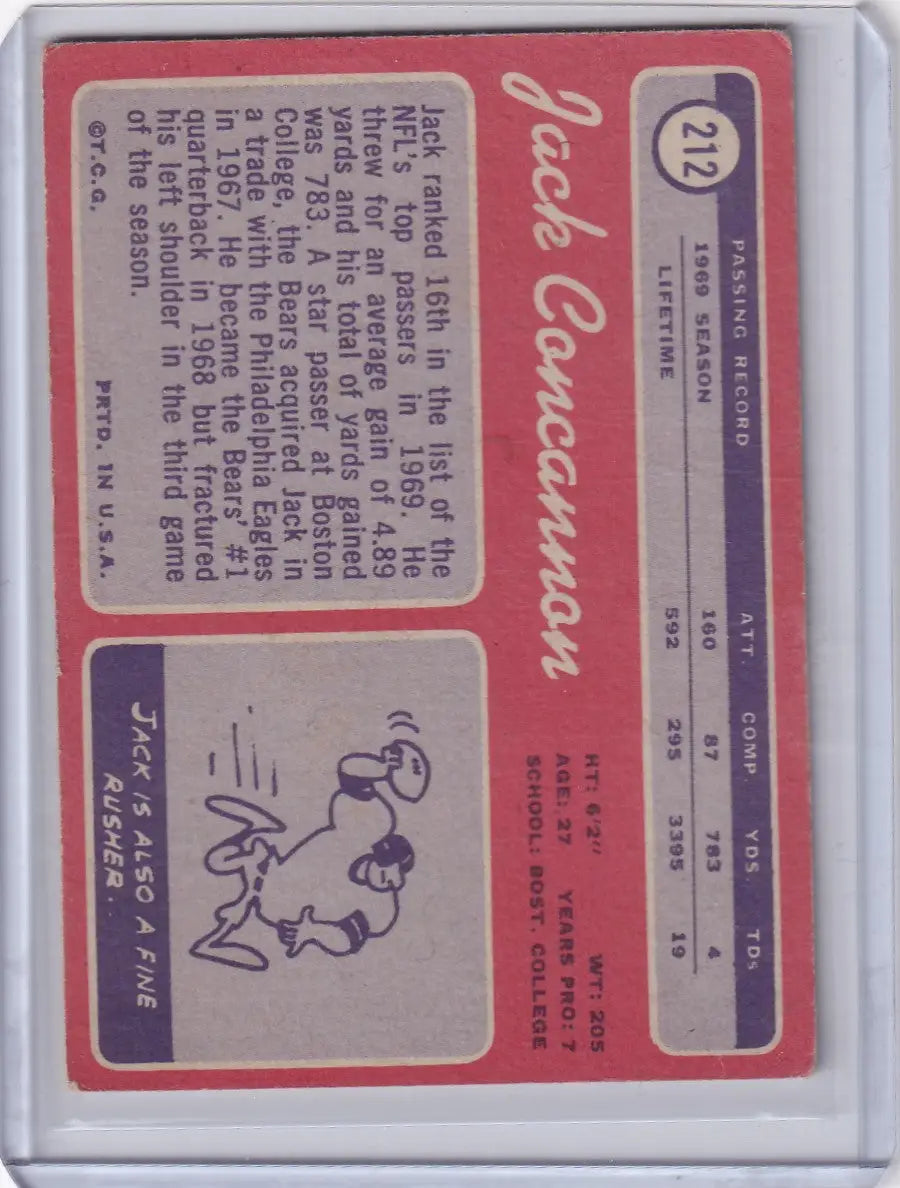 212
PASSING RECORD ATT. COMP. YDS. TDs
1969 SEASON 160 87 783 4
LIFETIME 592 295 3395 19
Jack Concannon
HT: 6'2" WT: 205
AGE: 27 YEARS PRO: 7
SCHOOL: BOST. COLLEGE
Jack ranked 16th in the list of the
NFL's top passers in 1969. He
threw for an average gain of 4.89
yards and his total of yards gained
was 783. A star passer at Boston
College, the Bears acquired Jack in
a trade with the Philadelphia Eagles
in 1967. He became the Bears' #1
quarterback in 1968 but fractured
his left shoulder in the third game
of the season.
©T.C.G. PRTD. IN U.S.A.
JACK IS ALSO A FINE
RUSHER.